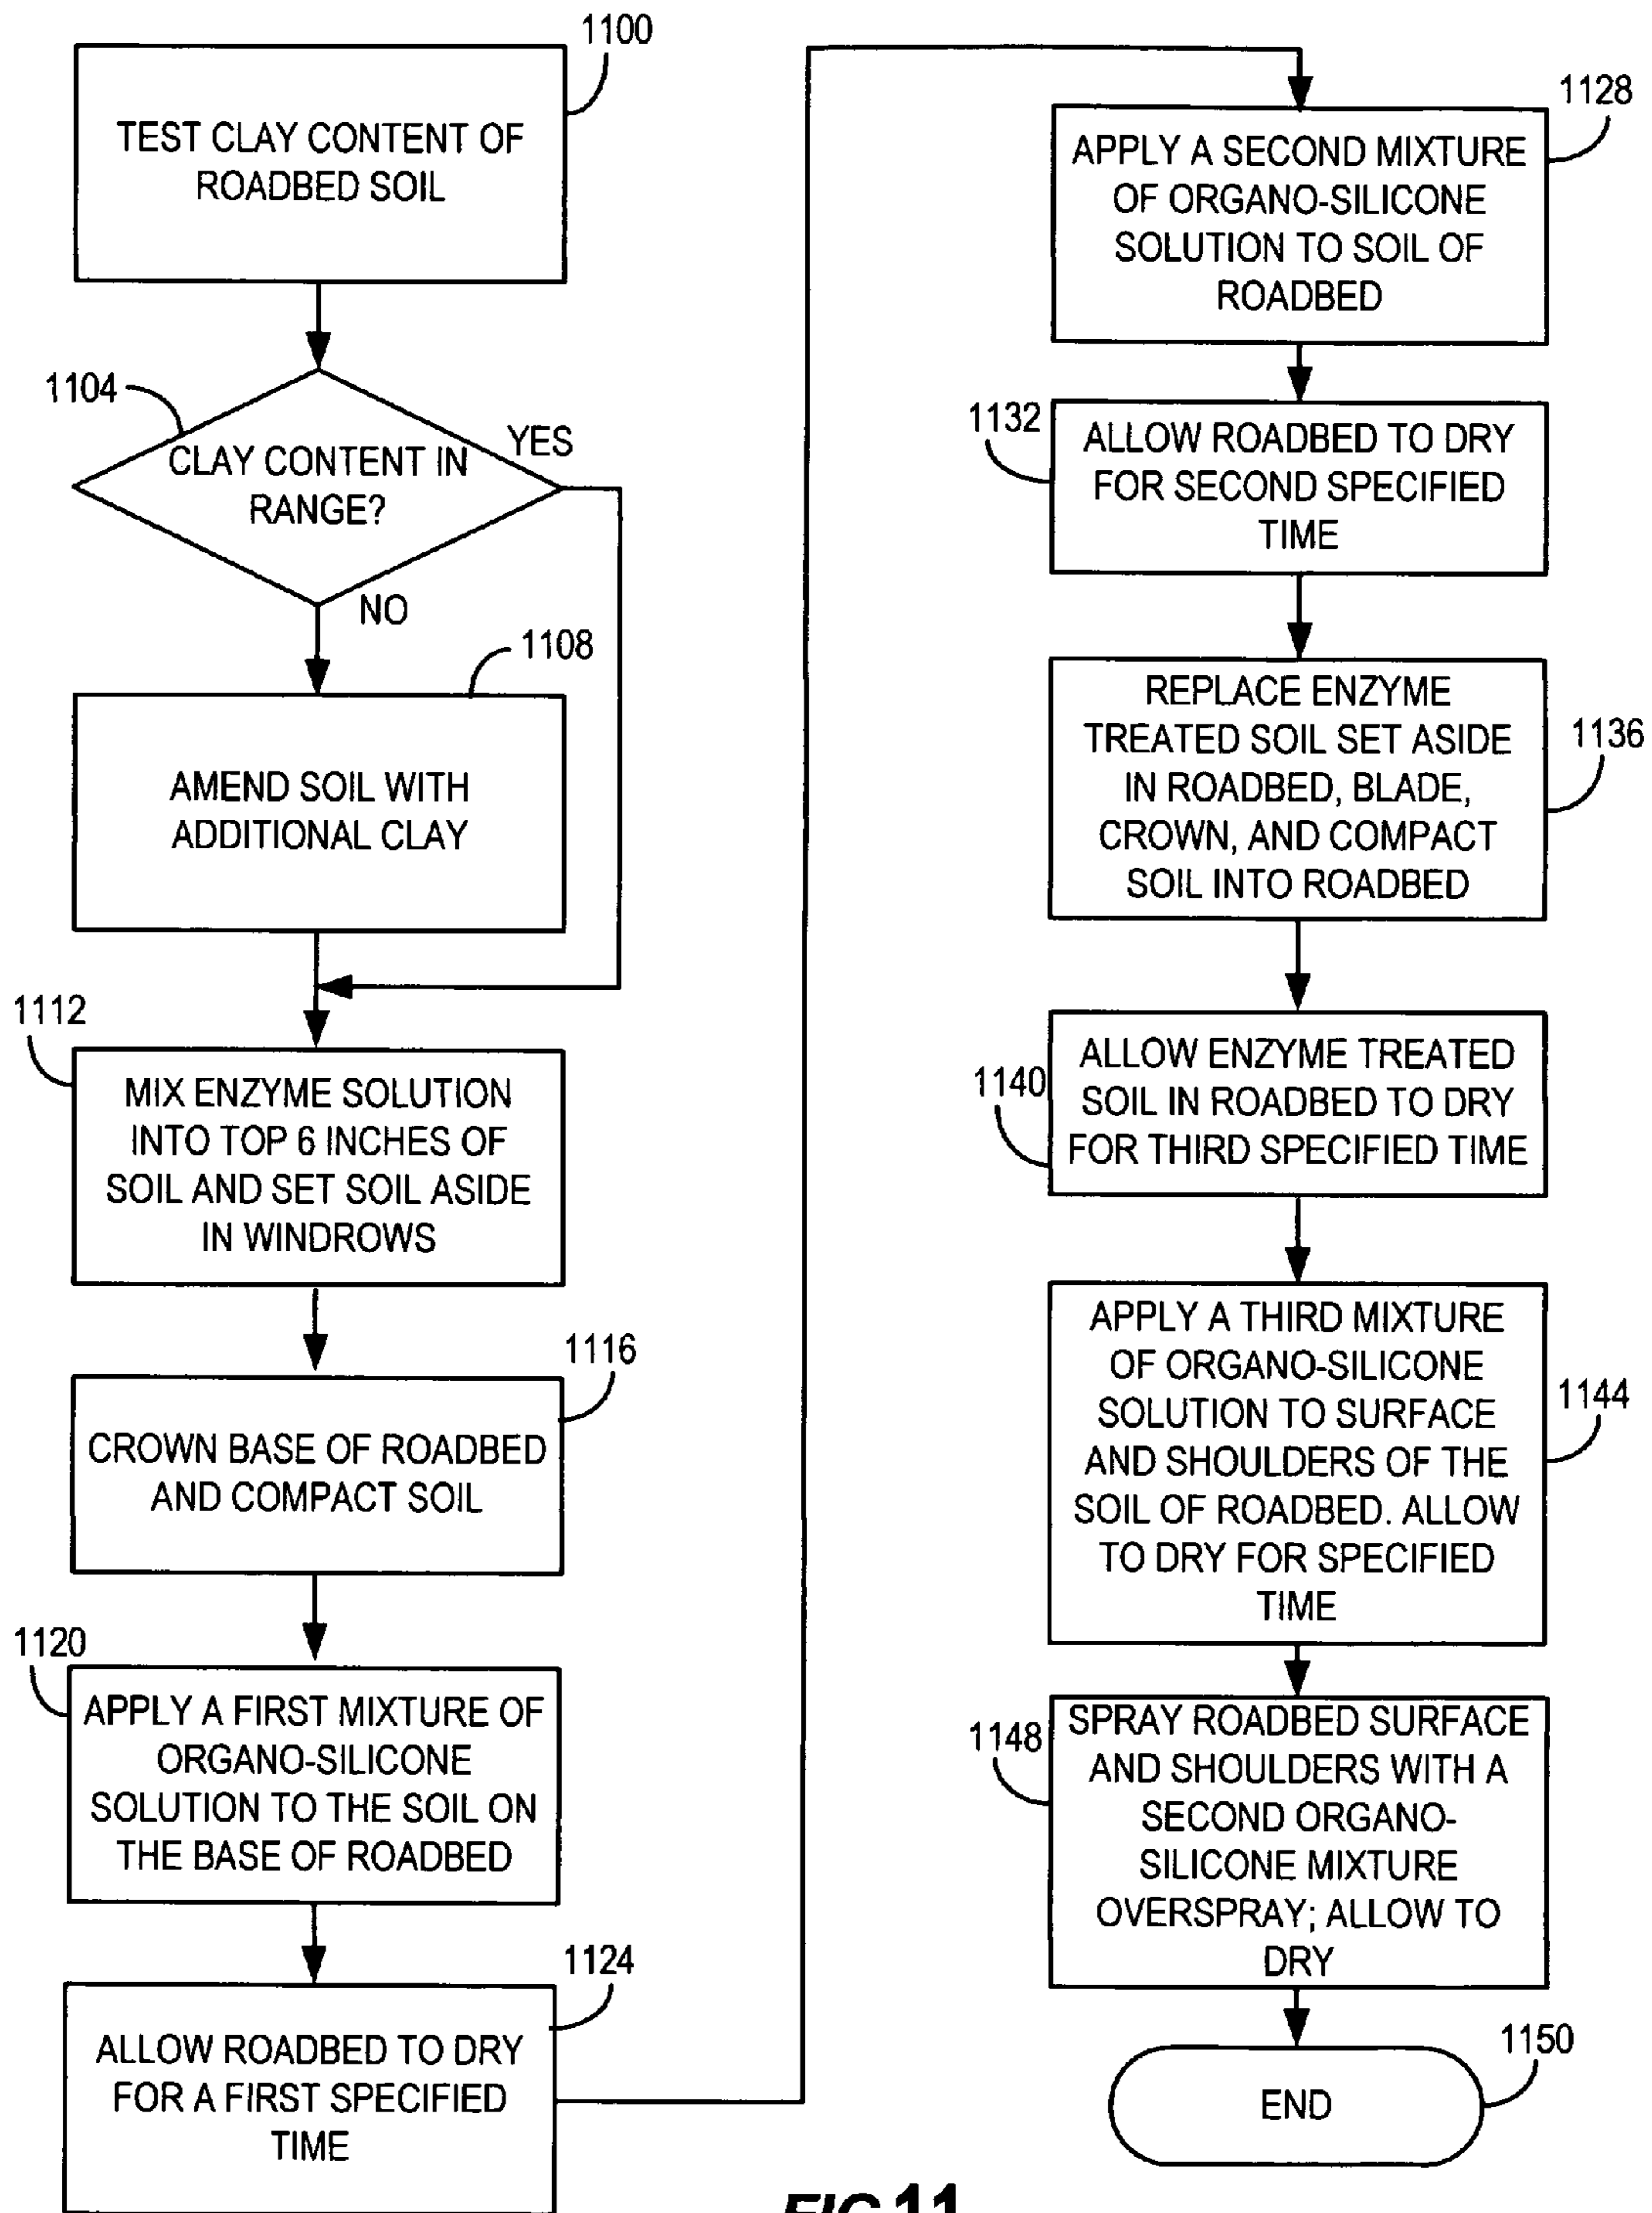 1100
TEST CLAY CONTENT OF
ROADBED SOIL
1104
CLAY CONTENT IN
RANGE?
YES
NO
1108
AMEND SOIL WITH
ADDITIONAL CLAY
1112
MIX ENZYME SOLUTION
INTO TOP 6 INCHES OF
SOIL AND SET SOIL ASIDE
IN WINDROWS
1116
CROWN BASE OF ROADBED
AND COMPACT SOIL
1120
APPLY A FIRST MIXTURE OF
ORGANO-SILICONE
SOLUTION TO THE SOIL ON
THE BASE OF ROADBED
1124
ALLOW ROADBED TO DRY
FOR A FIRST SPECIFIED
TIME
1128
APPLY A SECOND MIXTURE
OF ORGANO-SILICONE
SOLUTION TO SOIL OF
ROADBED
1132
ALLOW ROADBED TO DRY
FOR SECOND SPECIFIED
TIME
1136
REPLACE ENZYME
TREATED SOIL SET ASIDE
IN ROADBED, BLADE,
CROWN, AND COMPACT
SOIL INTO ROADBED
1140
ALLOW ENZYME TREATED
SOIL IN ROADBED TO DRY
FOR THIRD SPECIFIED TIME
1144
APPLY A THIRD MIXTURE
OF ORGANO-SILICONE
SOLUTION TO SURFACE
AND SHOULDERS OF THE
SOIL OF ROADBED. ALLOW
TO DRY FOR SPECIFIED
TIME
1148
SPRAY ROADBED SURFACE
AND SHOULDERS WITH A
SECOND ORGANO-
SILICONE MIXTURE
OVERSPRAY; ALLOW TO
DRY
1150
END
FIG 11